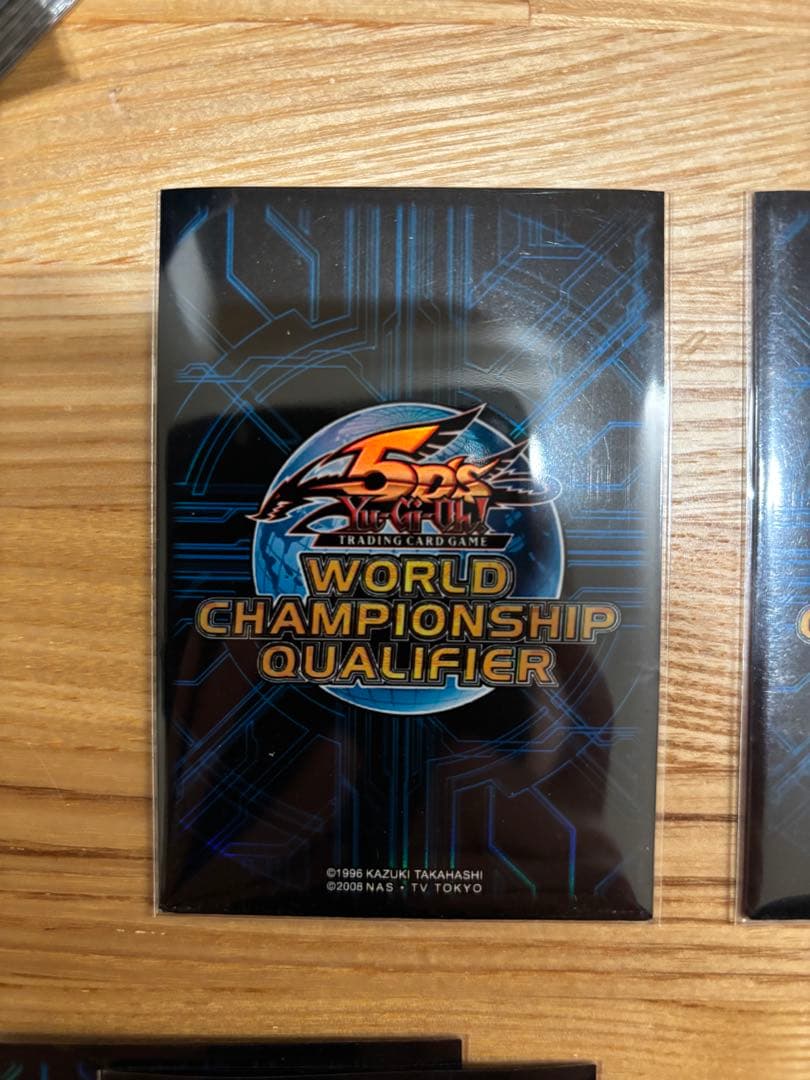 5D's
Yu-Gi-Oh!
TRADING CARD GAME
WORLD
CHAMPIONSHIP
QUALIFIER
©1996 KAZUKI TAKAHASHI
©2008 NAS・TV TOKYO